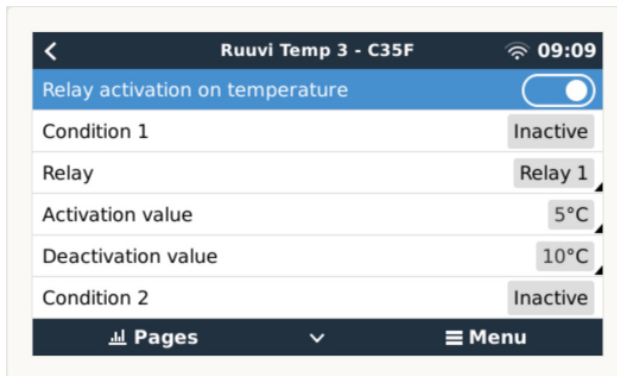 Ruuvi Temp 3 - C35F 09:09
Relay activation on temperature
Condition 1 Inactive
Relay Relay 1
Activation value 5°C
Deactivation value 10°C
Condition 2 Inactive
Pages Menu